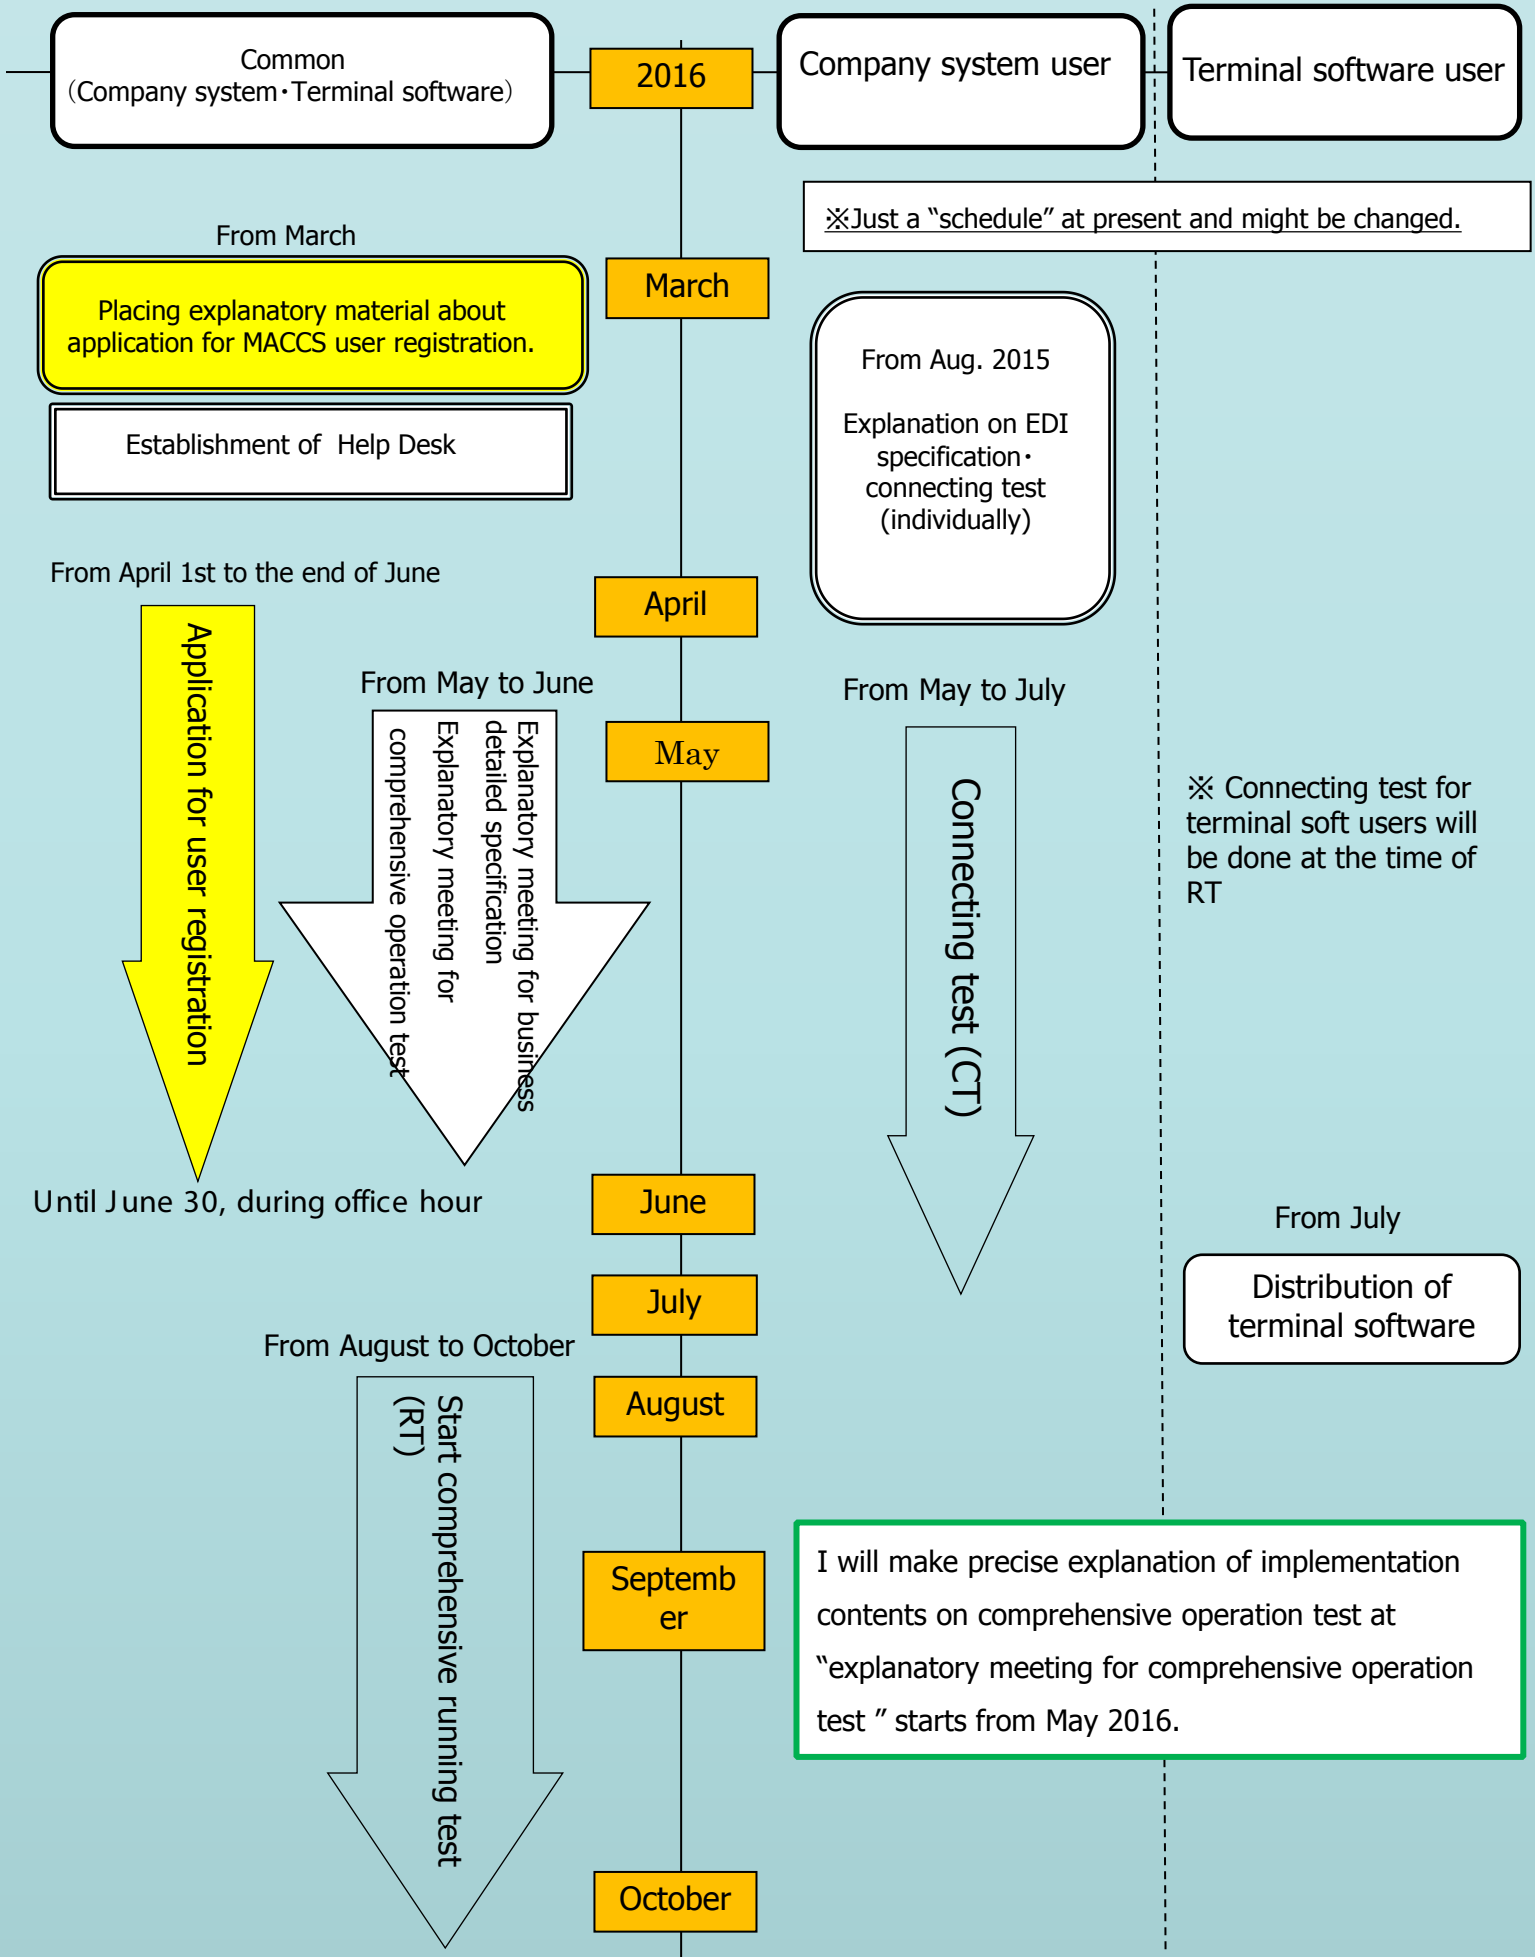 Common
（Company system・Terminal software）
2016
Company system user
Terminal software user
※Just a “schedule” at present and might be changed.
From March
Placing explanatory material about
application for MACCS user registration.
Establishment of Help Desk
March
From Aug. 2015
Explanation on EDI
specification・
connecting test
(individually)
From April 1st to the end of June
April
Application for user registration
From May to June
Explanatory meeting for business
detailed specification
Explanatory meeting for
comprehensive operation test
May
From May to July
Connecting test (CT)
※ Connecting test for
terminal soft users will
be done at the time of
RT
Until June 30, during office hour
June
From July
Distribution of
terminal software
July
From August to October
August
Start comprehensive running test
(RT)
Septemb
er
I will make precise explanation of implementation
contents on comprehensive operation test at
“explanatory meeting for comprehensive operation
test ” starts from May 2016.
October